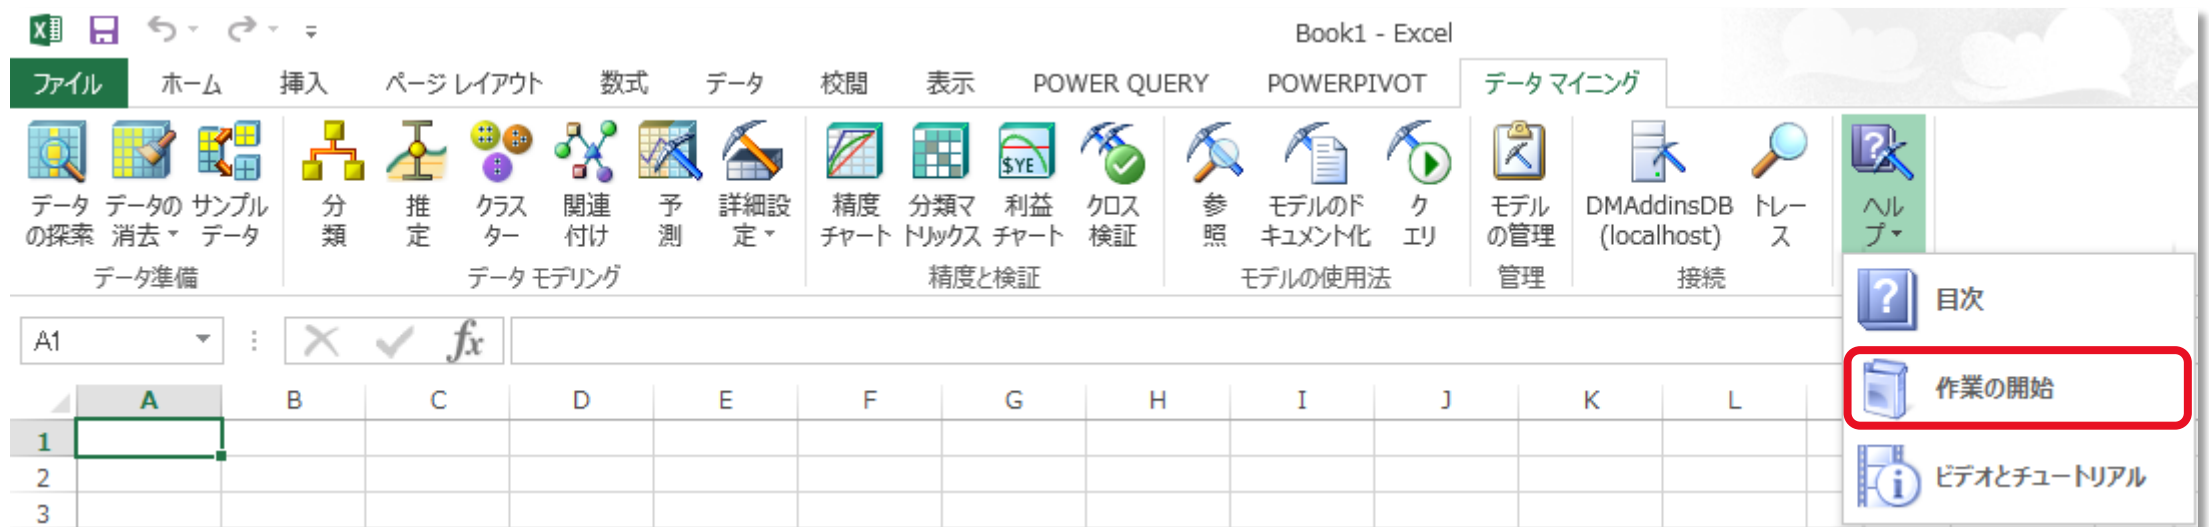 Book1 - Excel
ファイル ホーム 挿入 ページ レイアウト 数式 データ 校閲 表示 POWER QUERY POWERPIVOT データ マイニング
$YE
データ データの サンプル 分 推 クラス 関連 予 詳細設 精度 分類マ 利益 クロス 参 モデルのド ク モデル DMAddinsDB トレー ヘル
の探索 消去 データ 類 定 ター 付け 測 定 チャート トリックス チャート 検証 照 キュメント化 エリ の管理 (localhost) ス プ
データ準備 データ モデリング 精度と検証 モデルの使用法 管理 接続
目次
A1 fx
作業の開始
A B C D E F G H I J K L
1
2
ビデオとチュートリアル
3